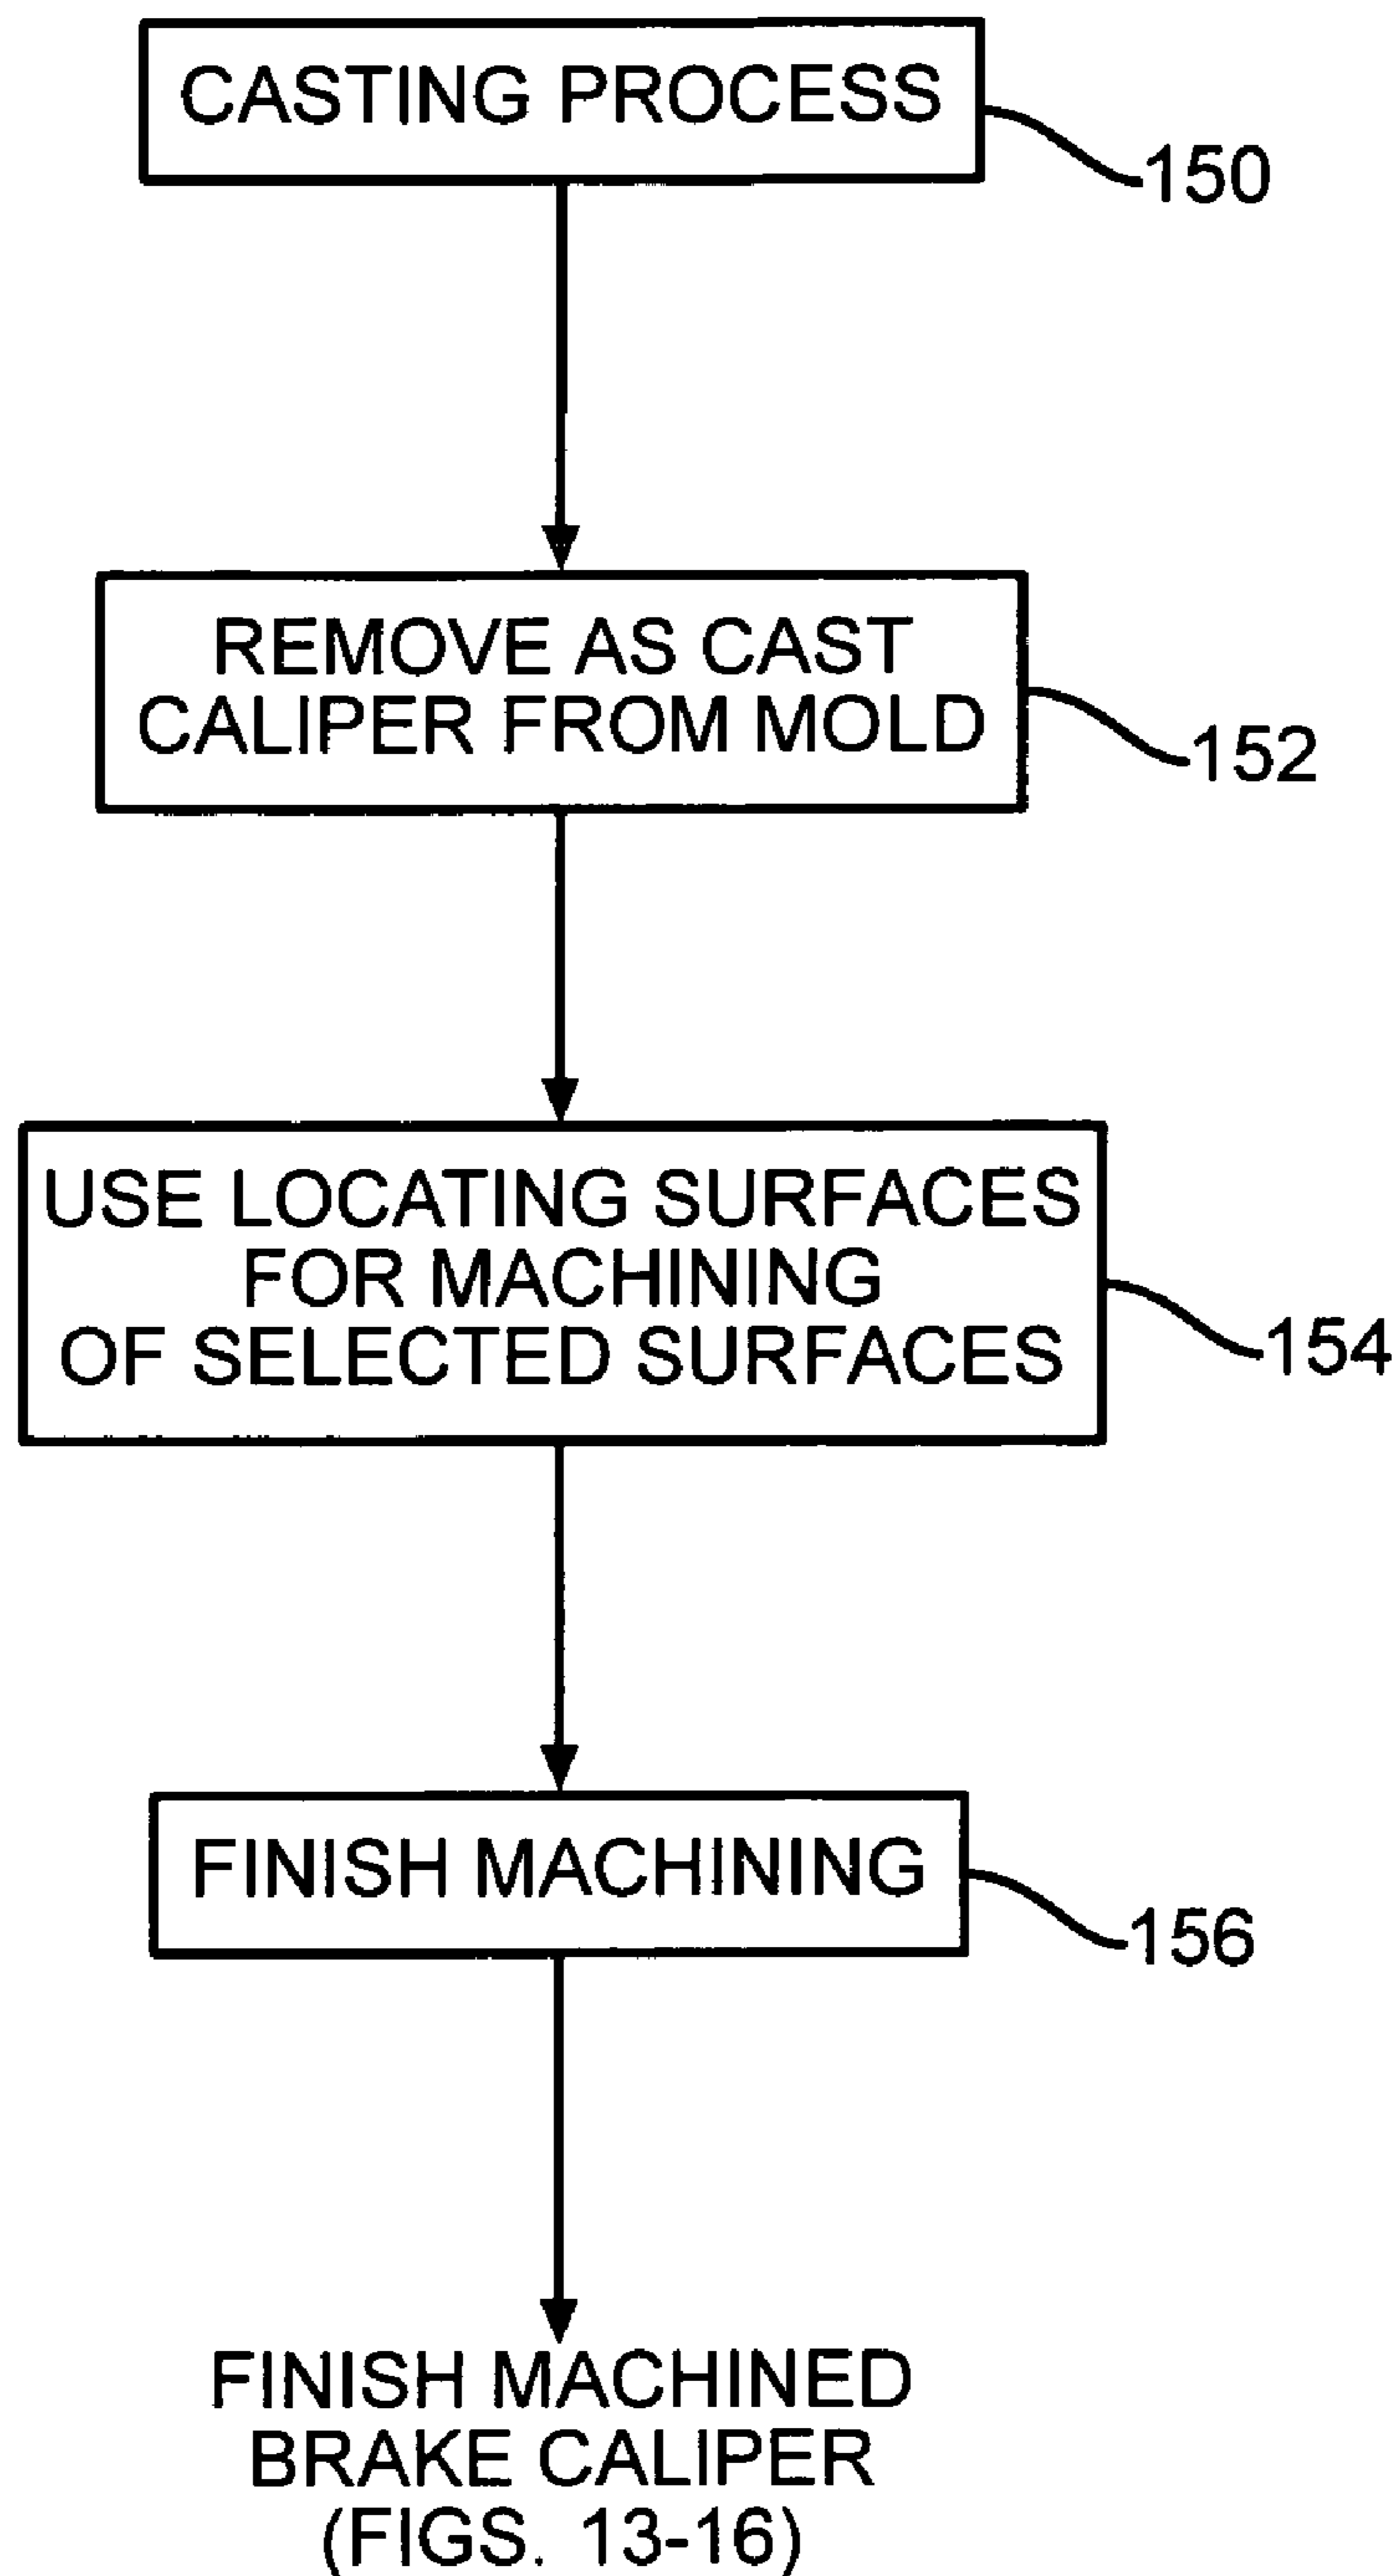 CASTING PROCESS
150
REMOVE AS CAST
CALIPER FROM MOLD
152
USE LOCATING SURFACES
FOR MACHINING
OF SELECTED SURFACES
154
FINISH MACHINING
156
FINISH MACHINED
BRAKE CALIPER
(FIGS. 13-16)